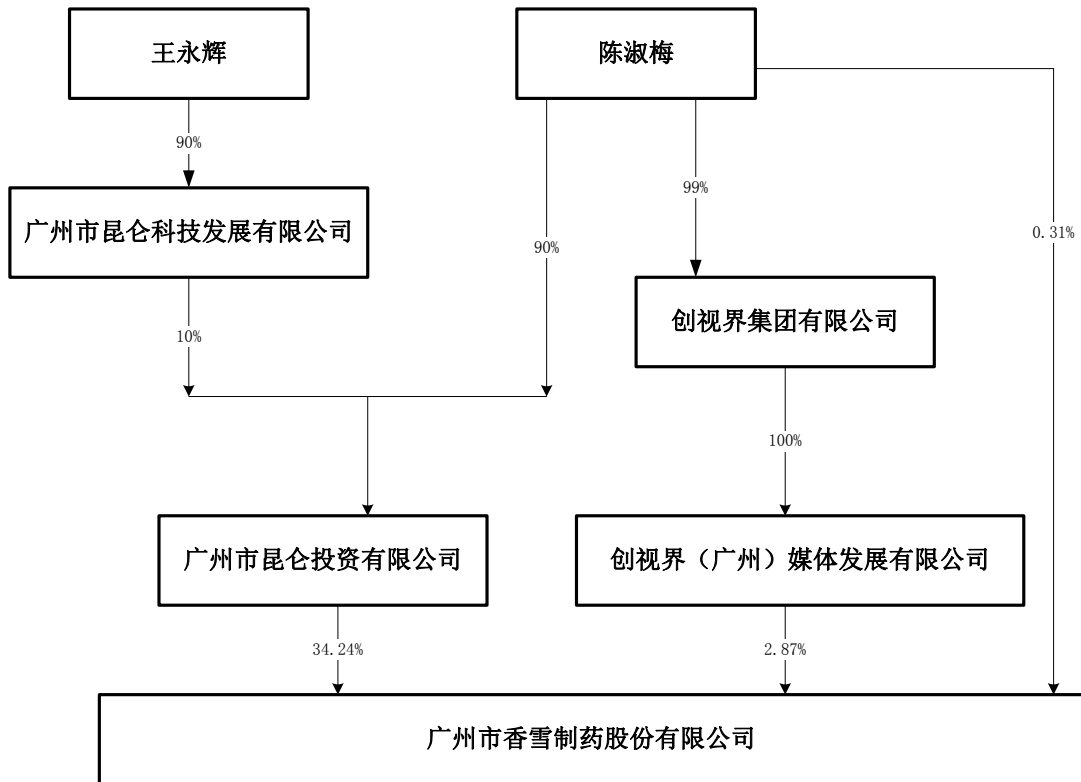 王永辉
陈淑梅
90%
99%
广州市昆仑科技发展有限公司
90%
0.31%
创视界集团有限公司
10%
100%
广州市昆仑投资有限公司
创视界（广州）媒体发展有限公司
34.24%
2.87%
广州市香雪制药股份有限公司